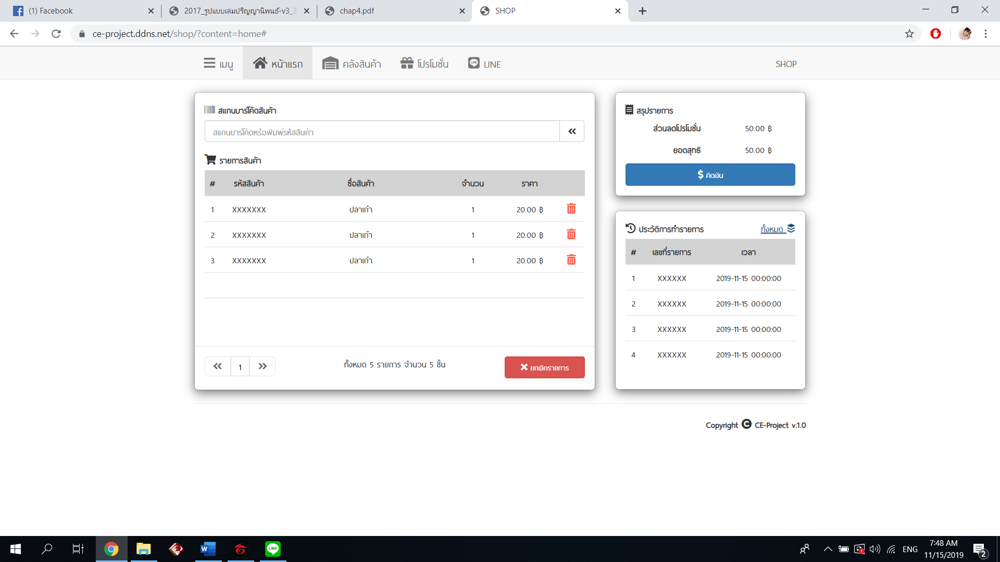 (1) Facebook
2017_รูปแบบเล่มปริญญานิพนธ์-v3_3
chap4.pdf
SHOP
ce-project.ddns.net/shop/?content=home#
เมนู
หน้าแรก
คลังสินค้า
โปรโมชั่น
LINE
SHOP
สแกนบาร์โค้ดสินค้า
สแกนบาร์โค้ดหรือพิมพ์รหัสสินค้า
รายการสินค้า
# รหัสสินค้า ชื่อสินค้า จำนวน ราคา
1 XXXXXXX ปลาเก๋า 1 20.00 ฿
2 XXXXXXX ปลาเก๋า 1 20.00 ฿
3 XXXXXXX ปลาเก๋า 1 20.00 ฿
1
ทั้งหมด 5 รายการ จำนวน 5 ชิ้น
ยกเลิกรายการ
สรุปรายการ
ส่วนลดโปรโมชั่น 50.00 ฿
ยอดสุทธิ 50.00 ฿
คิดเงิน
ประวัติการทำรายการ ทั้งหมด
# เลขที่รายการ เวลา
1 XXXXXX 2019-11-15 00:00:00
2 XXXXXX 2019-11-15 00:00:00
3 XXXXXX 2019-11-15 00:00:00
4 XXXXXX 2019-11-15 00:00:00
Copyright C CE-Project v.1.0
ENG
7:48 AM
11/15/2019
2